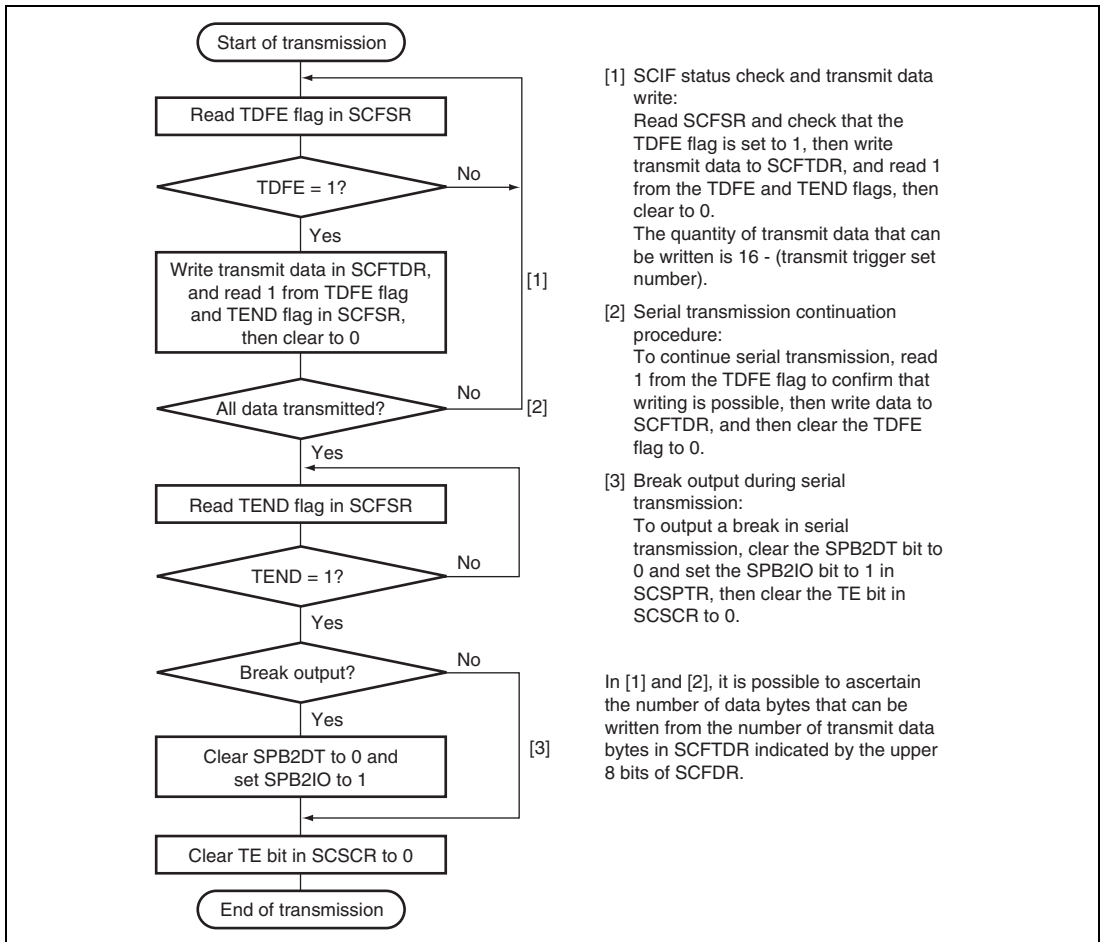 Start of transmission
Read TDFE flag in SCFSR
TDFE = 1?
No
Yes
Write transmit data in SCFTDR,
and read 1 from TDFE flag
and TEND flag in SCFSR,
then clear to 0
[1]
All data transmitted?
No
[2]
Yes
Read TEND flag in SCFSR
TEND = 1?
No
Yes
Break output?
No
Yes
Clear SPB2DT to 0 and
set SPB2IO to 1
[3]
Clear TE bit in SCSCR to 0
End of transmission
[1] SCIF status check and transmit data
write:
Read SCFSR and check that the
TDFE flag is set to 1, then write
transmit data to SCFTDR, and read 1
from the TDFE and TEND flags, then
clear to 0.
The quantity of transmit data that can
be written is 16 - (transmit trigger set
number).
[2] Serial transmission continuation
procedure:
To continue serial transmission, read
1 from the TDFE flag to confirm that
writing is possible, then write data to
SCFTDR, and then clear the TDFE
flag to 0.
[3] Break output during serial
transmission:
To output a break in serial
transmission, clear the SPB2DT bit to
0 and set the SPB2IO bit to 1 in
SCSPTR, then clear the TE bit in
SCSCR to 0.
In [1] and [2], it is possible to ascertain
the number of data bytes that can be
written from the number of transmit data
bytes in SCFTDR indicated by the upper
8 bits of SCFDR.